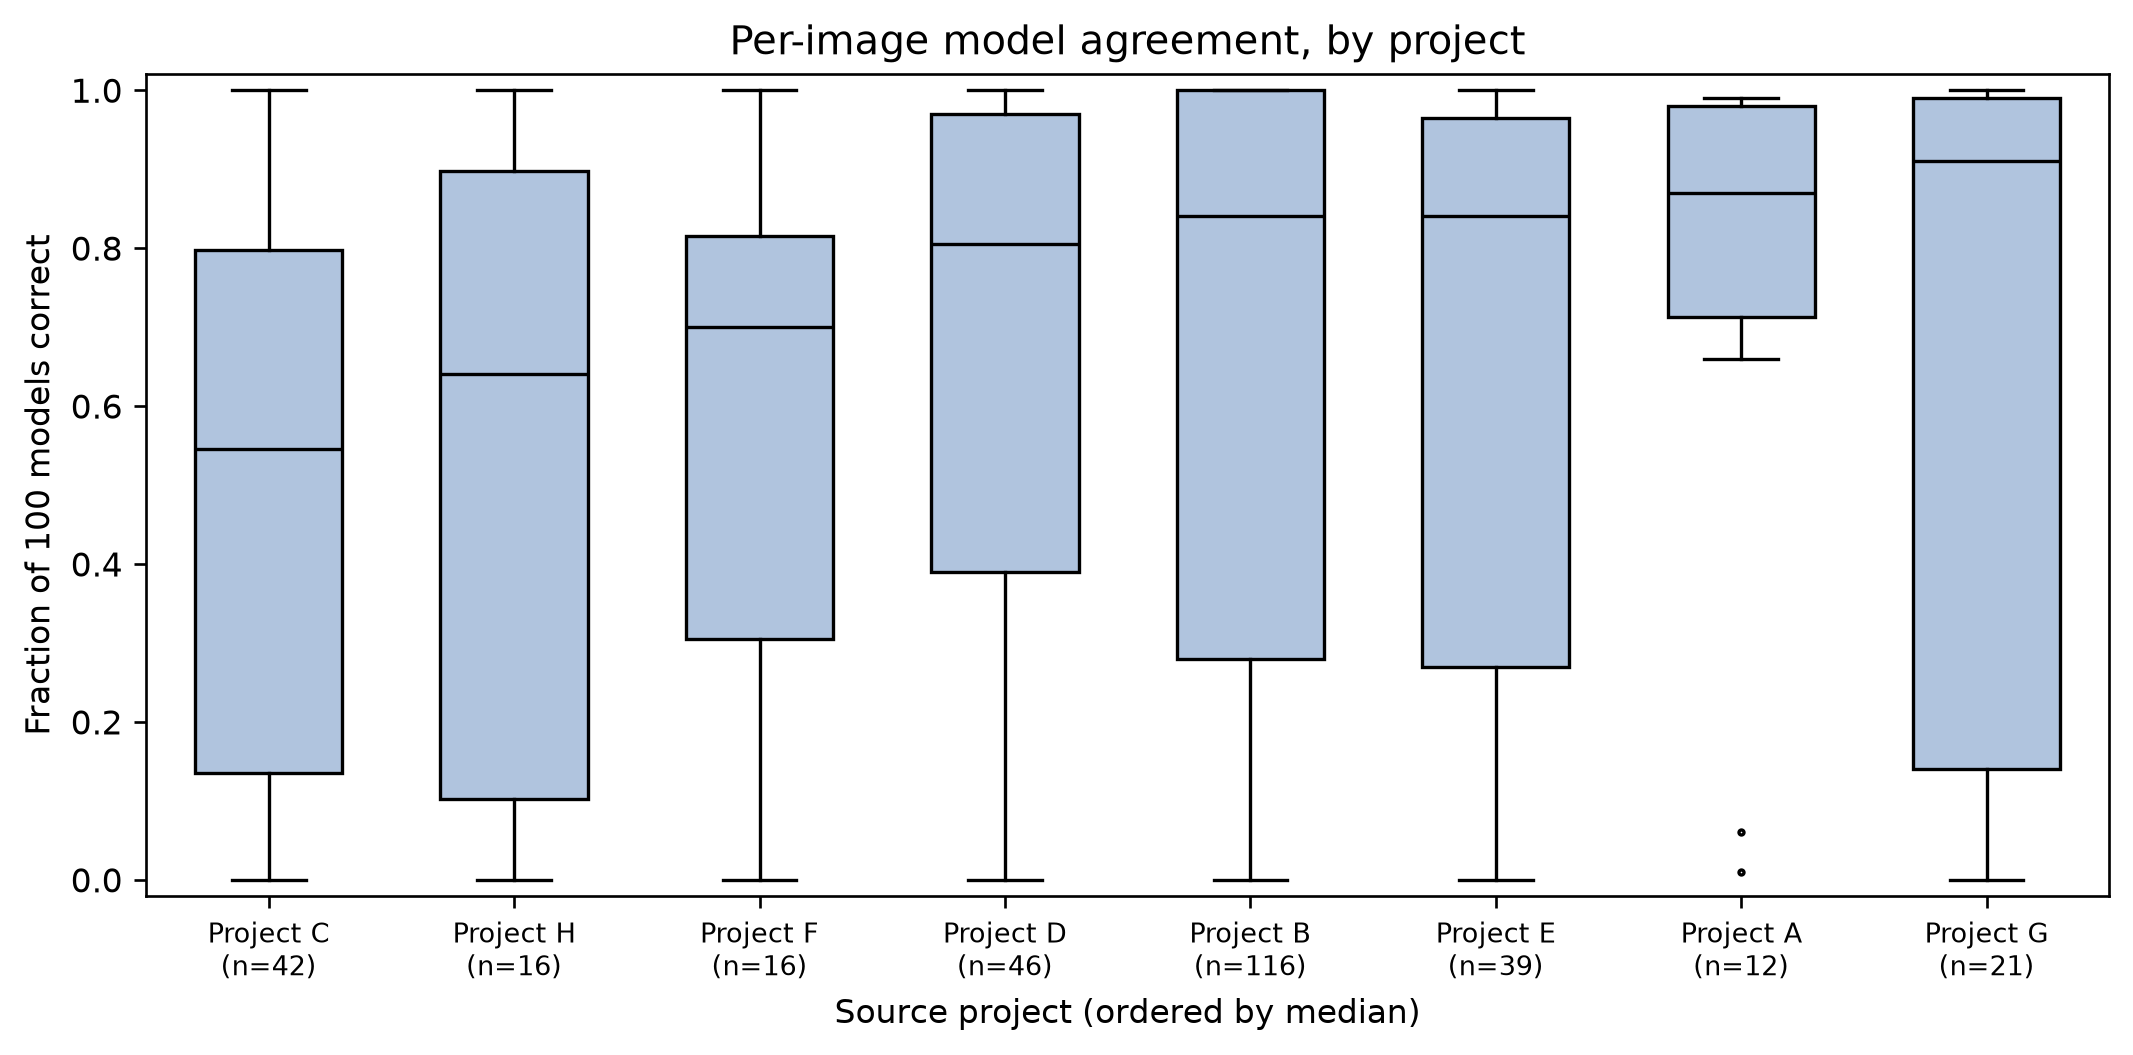 Per-image model agreement, by project
Fraction of 100 models correct
1.0
0.8
0.6
0.4
0.2
0.0
Project C
(n=42)
Project H
(n=16)
Project F
(n=16)
Project D
(n=46)
Project B
(n=116)
Project E
(n=39)
Project A
(n=12)
Project G
(n=21)
Source project (ordered by median)